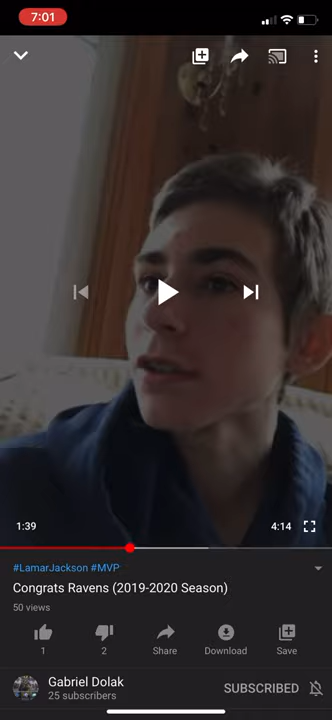 7:01
1:39
4:14
#LamarJackson #MVP
Congrats Ravens (2019-2020 Season)
50 views
1
2
Share
Download
Save
Gabriel Dolak
25 subscribers
SUBSCRIBED